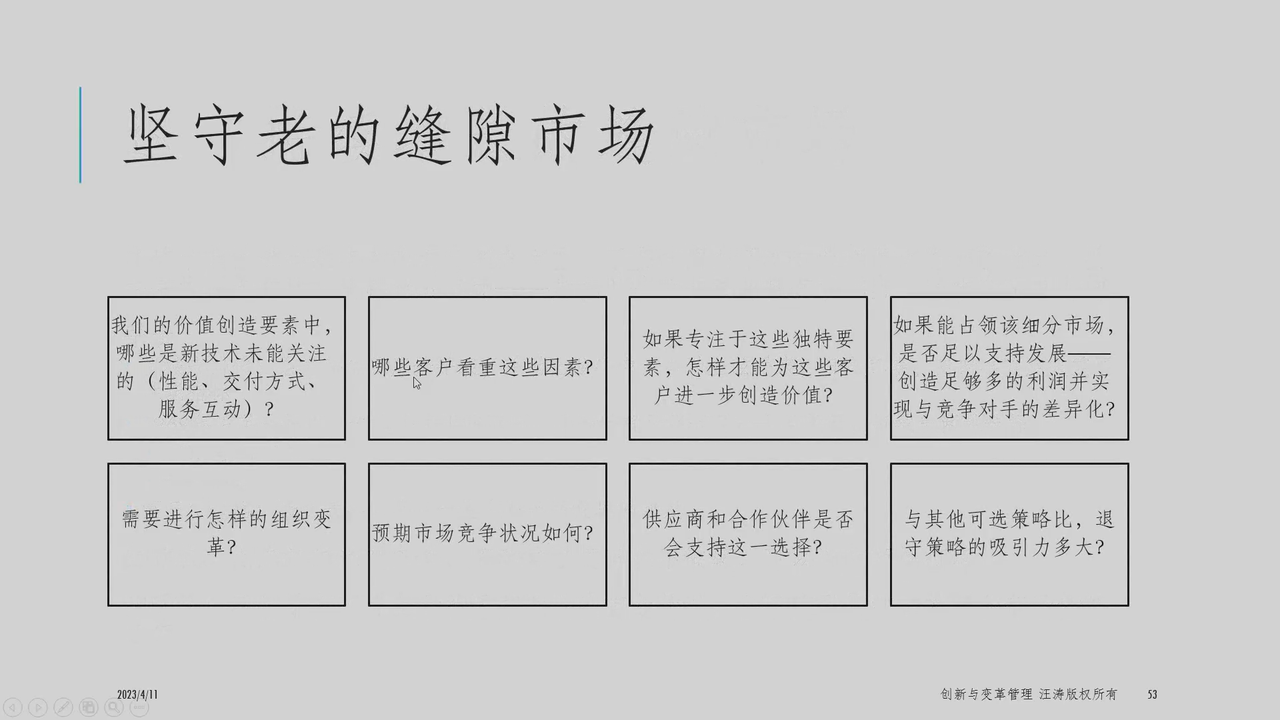 坚守老的缝隙市场
我们的价值创造要素中，
哪些是新技术未能关注
的（性能、交付方式、
服务互动）？
哪些客户看重这些因素？
如果专注于这些独特要
素，怎样才能为这些客
户进一步创造价值？
如果能占领该细分市场，
是否足以支持发展——
创造足够多的利润并实
现与竞争对手的差异化？
需要进行怎样的组织变
革？
预期市场竞争状况如何？
供应商和合作伙伴是否
会支持这一选择？
与其他可选策略比，退
守策略的吸引力多大？
2023/4/11
创新与变革管理 汪涛版权所有
53